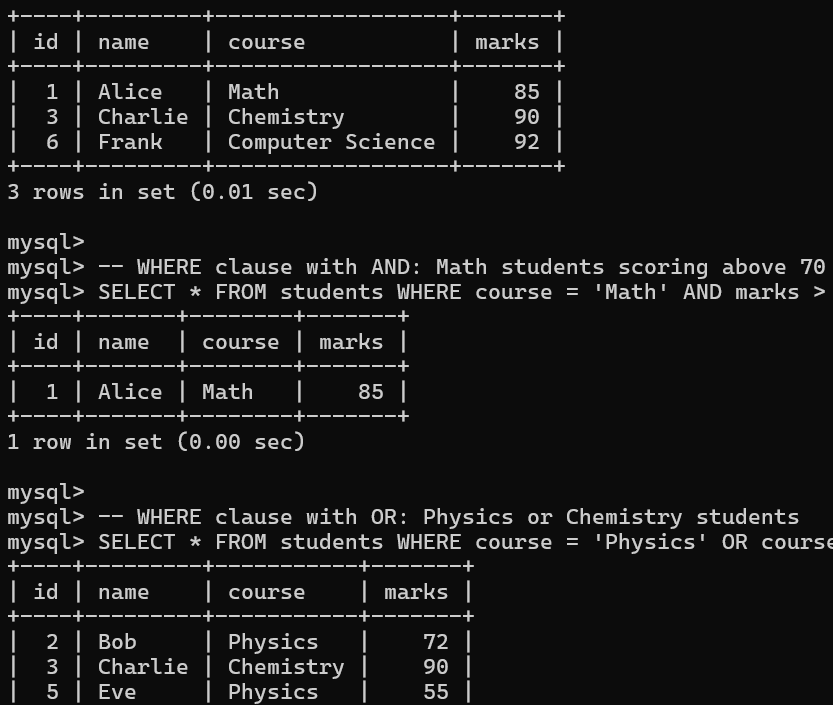 +----+---------+------------------+-------+
| id | name    | course           | marks |
+----+---------+------------------+-------+
|  1 | Alice   | Math             |    85 |
|  3 | Charlie | Chemistry        |    90 |
|  6 | Frank   | Computer Science |    92 |
+----+---------+------------------+-------+
3 rows in set (0.01 sec)
mysql>
mysql> -- WHERE clause with AND: Math students scoring above 70
mysql> SELECT * FROM students WHERE course = 'Math' AND marks >
+----+-------+--------+-------+
| id | name  | course | marks |
+----+-------+--------+-------+
|  1 | Alice | Math   |    85 |
+----+-------+--------+-------+
1 row in set (0.00 sec)
mysql>
mysql> -- WHERE clause with OR: Physics or Chemistry students
mysql> SELECT * FROM students WHERE course = 'Physics' OR course
+----+---------+-----------+-------+
| id | name    | course    | marks |
+----+---------+-----------+-------+
|  2 | Bob     | Physics   |    72 |
|  3 | Charlie | Chemistry |    90 |
|  5 | Eve     | Physics   |    55 |